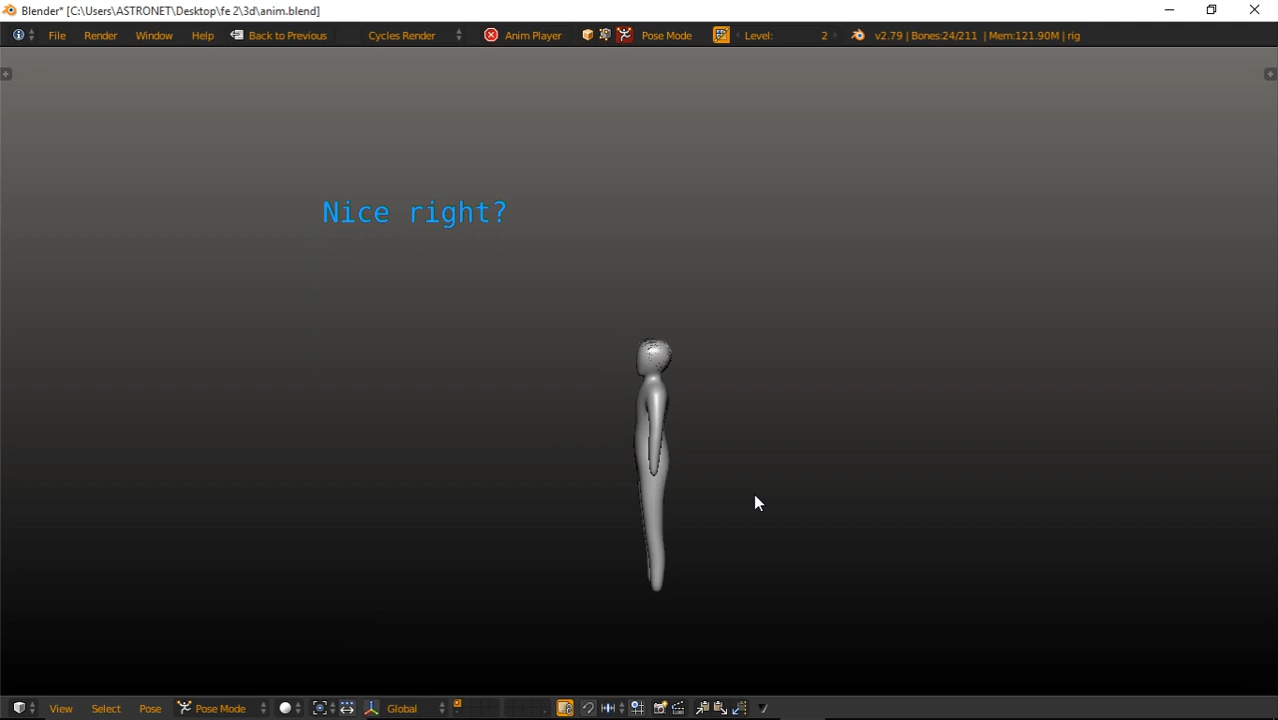 Blender* [C:\Users\ASTRONET\Desktop\fe 2\3d\anim.blend]
File Render Window Help Back to Previous Cycles Render Anim Player Pose Mode Level: 2 v2.79 | Bones:24/211 | Mem:121.90M | rig
Nice right?
View Select Pose Pose Mode Global